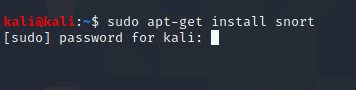 kali@kali:~$ sudo apt-get install snort
[sudo] password for kali: